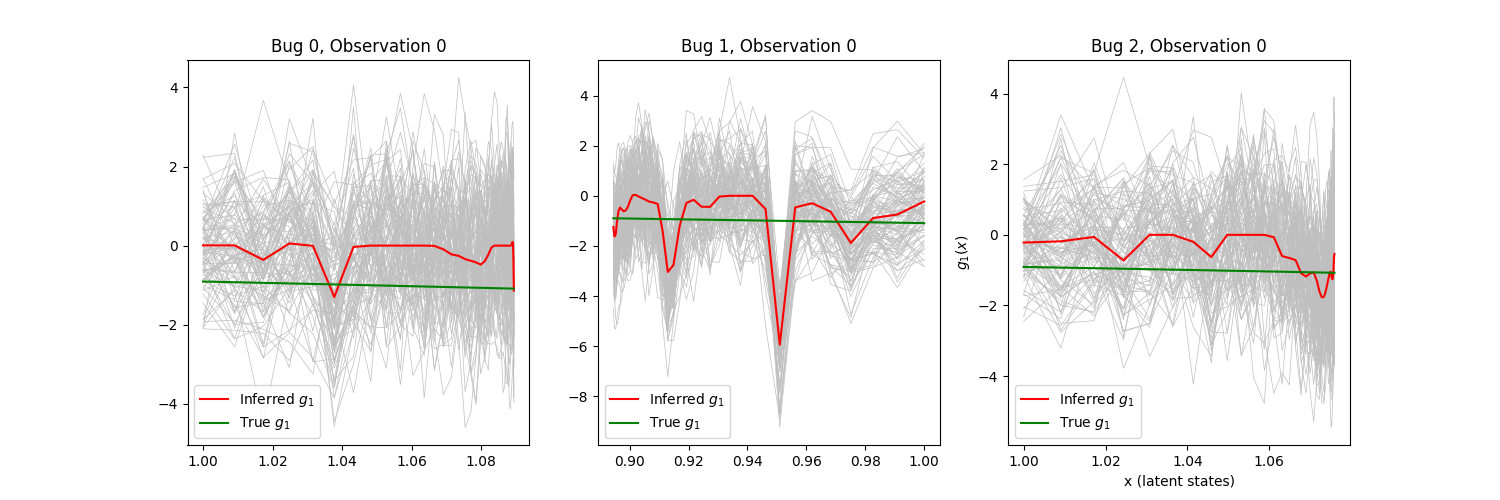 Bug 0, Observation 0
4
2
0
−2
−4
Inferred g₁
True g₁
1.00 1.02 1.04 1.06 1.08
Bug 1, Observation 0
4
2
0
−2
−4
−6
−8
Inferred g₁
True g₁
0.90 0.92 0.94 0.96 0.98 1.00
Bug 2, Observation 0
g₁(x)
4
2
0
−2
−4
Inferred g₁
True g₁
1.00 1.02 1.04 1.06
x (latent states)